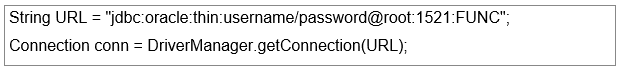 String URL = "jdbc:oracle:thin:username/password@root:1521:FUNC";
Connection conn = DriverManager.getConnection(URL);